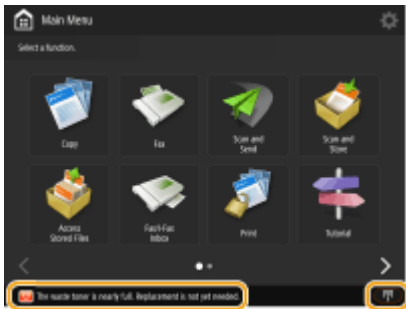 Main Menu
Select a function.
Copy
Fax
Scan and
Send
Scan and
Store
Access
Stored Files
Fax/I-Fax
Inbox
Print
Tutorial
The waste toner is nearly full. Replacement is not yet needed.